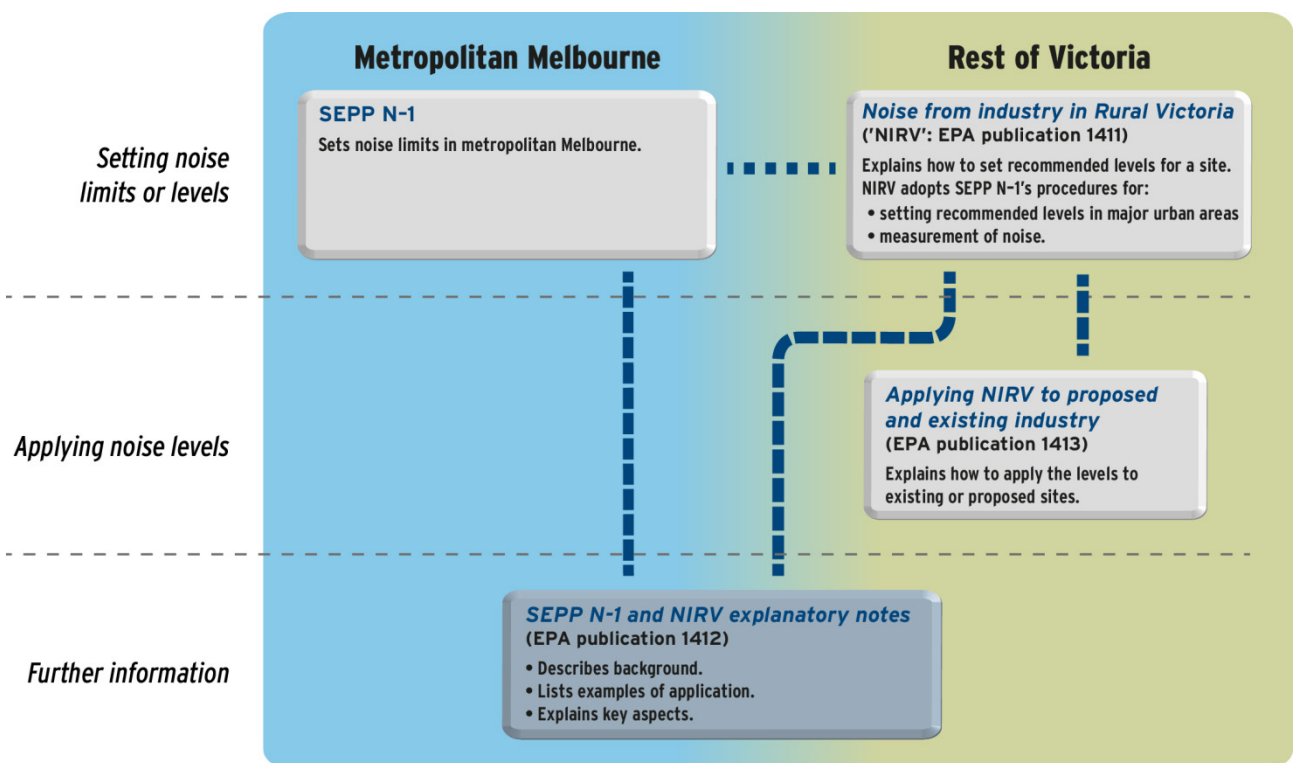 Metropolitan Melbourne
Rest of Victoria
Setting noise
limits or levels
SEPP N-1
Sets noise limits in metropolitan Melbourne.
Noise from industry in Rural Victoria
('NIRV': EPA publication 1411)
Explains how to set recommended levels for a site.
NIRV adopts SEPP N-1's procedures for:
• setting recommended levels in major urban areas
• measurement of noise.
Applying noise levels
Applying NIRV to proposed
and existing industry
(EPA publication 1413)
Explains how to apply the levels to
existing or proposed sites.
Further information
SEPP N-1 and NIRV explanatory notes
(EPA publication 1412)
• Describes background.
• Lists examples of application.
• Explains key aspects.